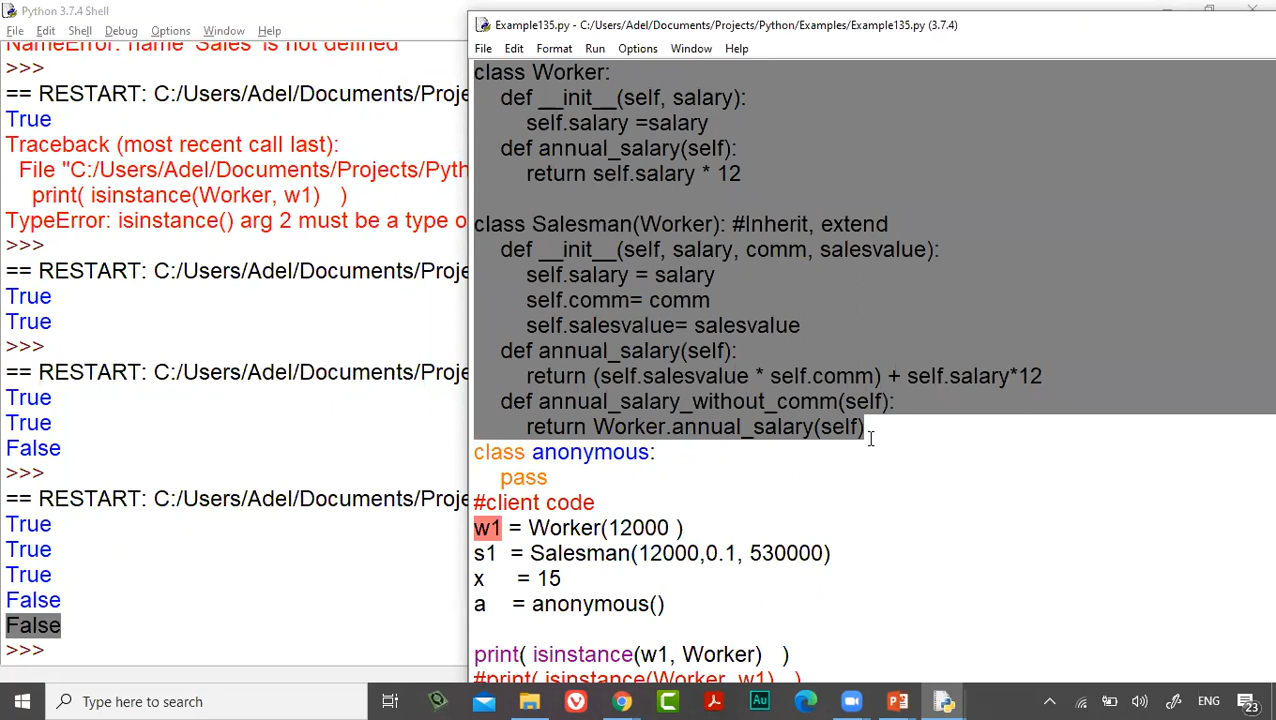 Python 3.7.4 Shell
File Edit Shell Debug Options Window Help
NameError: name 'Sales' is not defined
>>>
== RESTART: C:/Users/Adel/Documents/Proje
True
Traceback (most recent call last):
File "C:/Users/Adel/Documents/Projects/Pyth
print( isinstance(Worker, w1) )
TypeError: isinstance() arg 2 must be a type o
>>>
== RESTART: C:/Users/Adel/Documents/Proje
True
True
>>>
== RESTART: C:/Users/Adel/Documents/Proje
True
True
False
>>>
== RESTART: C:/Users/Adel/Documents/Proje
True
True
True
False
False
>>>
Example135.py - C:/Users/Adel/Documents/Projects/Python/Examples/Example135.py (3.7.4)
File Edit Format Run Options Window Help
class Worker:
def __init__(self, salary):
self.salary =salary
def annual_salary(self):
return self.salary * 12
class Salesman(Worker): #Inherit, extend
def __init__(self, salary, comm, salesvalue):
self.salary = salary
self.comm= comm
self.salesvalue= salesvalue
def annual_salary(self):
return (self.salesvalue * self.comm) + self.salary*12
def annual_salary_without_comm(self):
return Worker.annual_salary(self)
class anonymous:
pass
#client code
w1 = Worker(12000 )
s1 = Salesman(12000,0.1, 530000)
x = 15
a = anonymous()
print( isinstance(w1, Worker) )
#print( isinstance(Worker, w1) )
Type here to search
Au
ENG
23